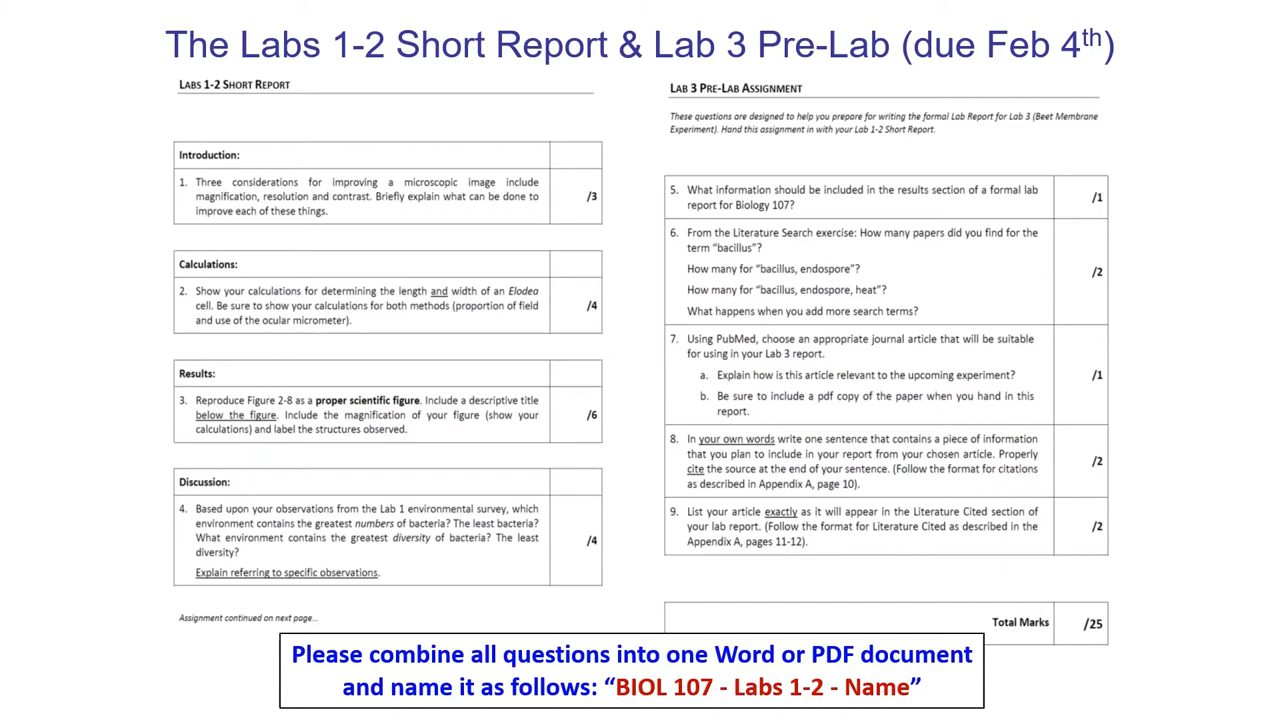 The Labs 1-2 Short Report & Lab 3 Pre-Lab (due Feb 4th)
LABS 1-2 SHORT REPORT
Introduction:
1. Three considerations for improving a microscopic image include
magnification, resolution and contrast. Briefly explain what can be done to
improve each of these things.
/3
Calculations:
2. Show your calculations for determining the length and width of an Elodea
cell. Be sure to show your calculations for both methods (proportion of field
and use of the ocular micrometer).
/4
Results:
3. Reproduce Figure 2-8 as a proper scientific figure. Include a descriptive title
below the figure. Include the magnification of your figure (show your
calculations) and label the structures observed.
/6
Discussion:
4. Based upon your observations from the Lab 1 environmental survey, which
environment contains the greatest numbers of bacteria? The least bacteria?
What environment contains the greatest diversity of bacteria? The least
diversity?
Explain referring to specific observations.
/4
Assignment continued on next page...
LAB 3 PRE-LAB ASSIGNMENT
These questions are designed to help you prepare for writing the formal Lab Report for Lab 3 (Beet Membrane
Experiment). Hand this assignment in with your Lab 1-2 Short Report.
5. What information should be included in the results section of a formal lab
report for Biology 107?
/1
6. From the Literature Search exercise: How many papers did you find for the
term “bacillus”?
How many for “bacillus, endospore”?
How many for “bacillus, endospore, heat”?
What happens when you add more search terms?
/2
7. Using PubMed, choose an appropriate journal article that will be suitable
for using in your Lab 3 report.
a. Explain how is this article relevant to the upcoming experiment?
b. Be sure to include a pdf copy of the paper when you hand in this
report.
/1
8. In your own words write one sentence that contains a piece of information
that you plan to include in your report from your chosen article. Properly
cite the source at the end of your sentence. (Follow the format for citations
as described in Appendix A, page 10).
/2
9. List your article exactly as it will appear in the Literature Cited section of
your lab report. (Follow the format for Literature Cited as described in the
Appendix A, pages 11-12).
/2
Total Marks /25
Please combine all questions into one Word or PDF document
and name it as follows: “BIOL 107 - Labs 1-2 - Name”